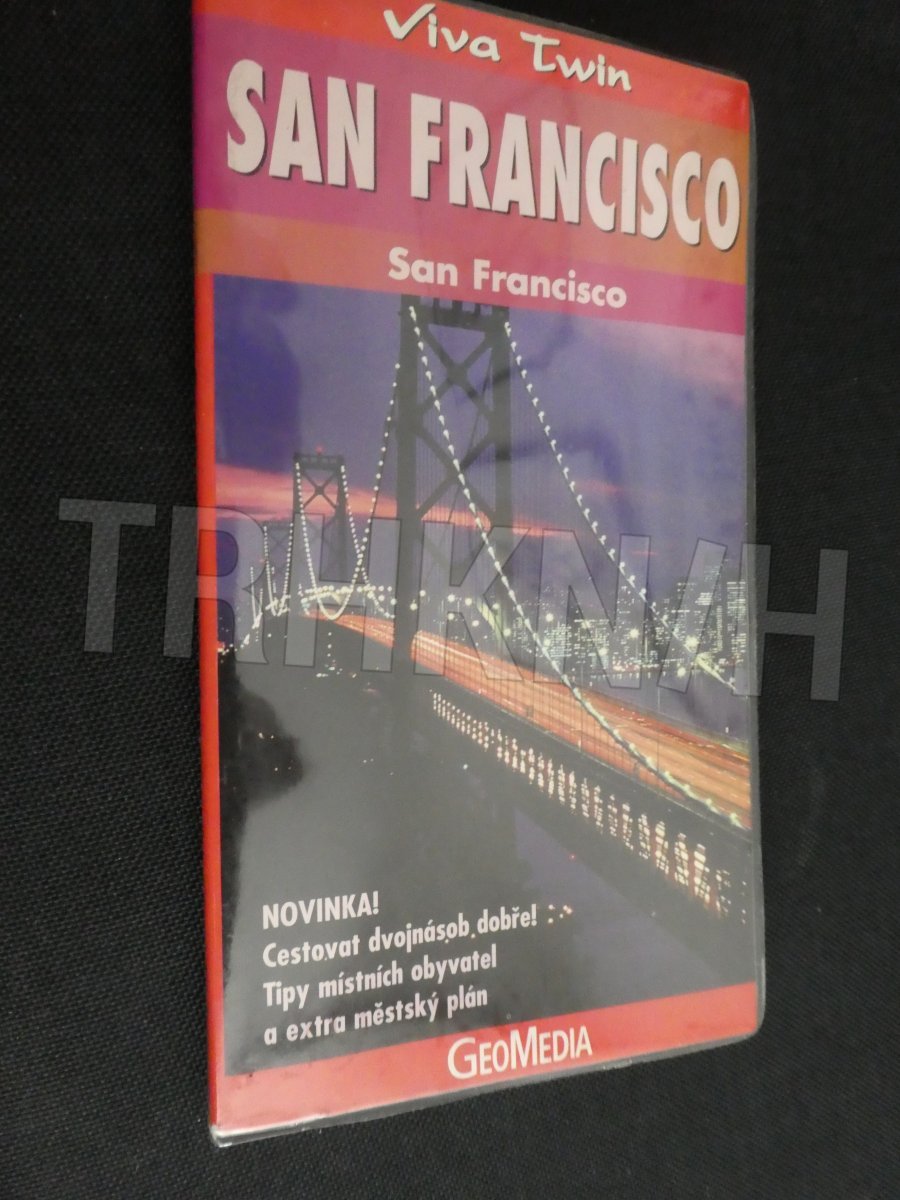 Viva Twin
SAN FRANCISCO
San Francisco
TRHKNIH
NOVINKA!
Cestovat dvojnásob dobře!
Tipy místních obyvatel
a extra městský plán
GEOMEDIA